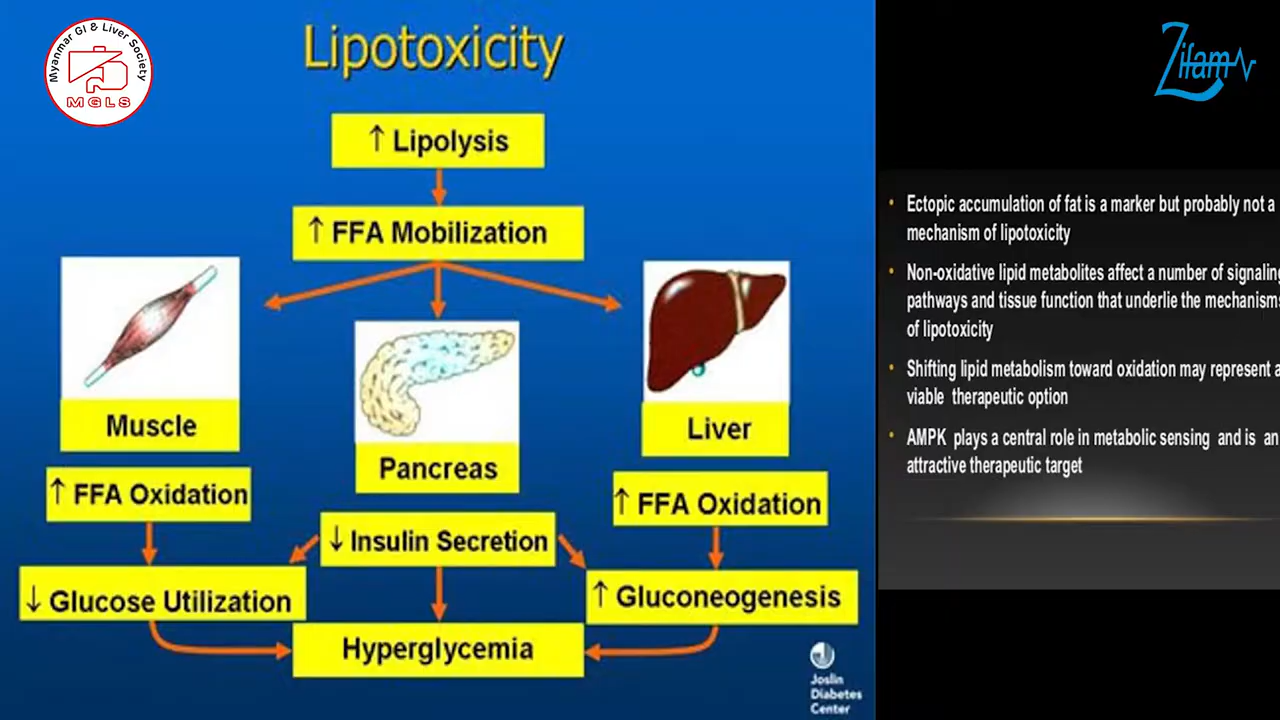 Myanmar GI & Liver Society
MGLS
Lipotoxicity
Zifam
↑ Lipolysis
↑ FFA Mobilization
Muscle
Pancreas
Liver
↑ FFA Oxidation
↑ FFA Oxidation
↓ Insulin Secretion
↓ Glucose Utilization
↑ Gluconeogenesis
Hyperglycemia
Joslin
Diabetes
Center
• Ectopic accumulation of fat is a marker but probably not a
mechanism of lipotoxicity
• Non-oxidative lipid metabolites affect a number of signaling
pathways and tissue function that underlie the mechanisms
of lipotoxicity
• Shifting lipid metabolism toward oxidation may represent a
viable therapeutic option
• AMPK plays a central role in metabolic sensing and is an
attractive therapeutic target